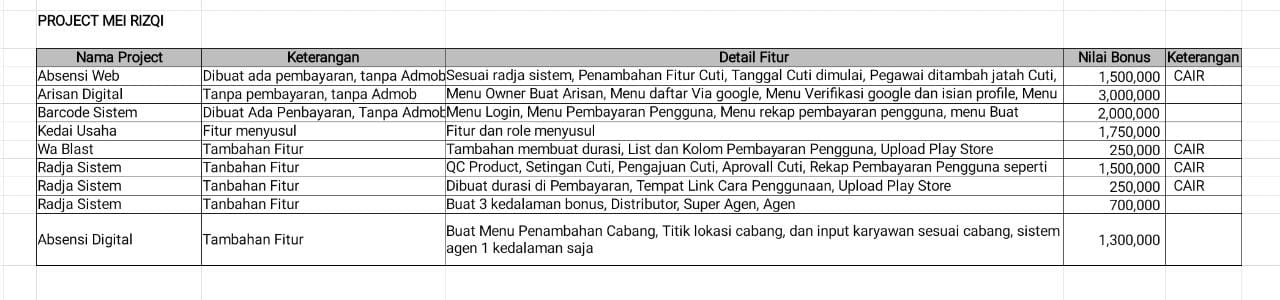 PROJECT MEI RIZQI
Nama Project Keterangan Detail Fitur Nilai Bonus Keterangan
Absensi Web Dibuat ada pembayaran, tanpa Admob Sesuai radja sistem, Penambahan Fitur Cuti, Tanggal Cuti dimulai, Pegawai ditambah jatah Cuti, 1,500,000 CAIR
Arisan Digital Tanpa pembayaran, tanpa Admob Menu Owner Buat Arisan, Menu daftar Via google, Menu Verifikasi google dan isian profile, Menu 3,000,000
Barcode Sistem Dibuat Ada Penbayaran, Tanpa Admob Menu Login, Menu Pembayaran Pengguna, Menu rekap pembayaran pengguna, menu Buat 2,000,000
Kedai Usaha Fitur menyusul Fitur dan role menyusul 1,750,000
Wa Blast Tambahan Fitur Tambahan membuat durasi, List dan Kolom Pembayaran Pengguna, Upload Play Store 250,000 CAIR
Radja Sistem Tanbahan Fitur QC Product, Setingan Cuti, Pengajuan Cuti, Aprovall Cuti, Rekap Pembayaran Pengguna seperti 1,500,000 CAIR
Radja Sistem Tanbahan Fitur Dibuat durasi di Pembayaran, Tempat Link Cara Penggunaan, Upload Play Store 250,000 CAIR
Radja Sistem Tanbahan Fitur Buat 3 kedalaman bonus, Distributor, Super Agen, Agen 700,000
Absensi Digital Tambahan Fitur Buat Menu Penambahan Cabang, Titik lokasi cabang, dan input karyawan sesuai cabang, sistem 1,300,000
agen 1 kedalaman saja